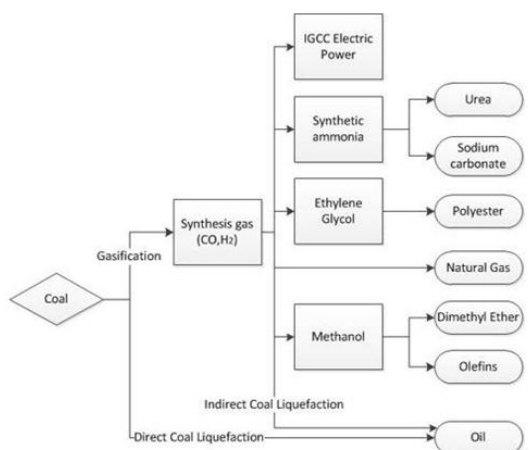 IGCC Electric
Power
Synthetic
ammonia
Urea
Sodium
carbonate
Synthesis gas
(CO,H₂)
Ethylene
Glycol
Polyester
Gasification
Natural Gas
Coal
Methanol
Dimethyl Ether
Olefins
Indirect Coal Liquefaction
Direct Coal Liquefaction
Oil